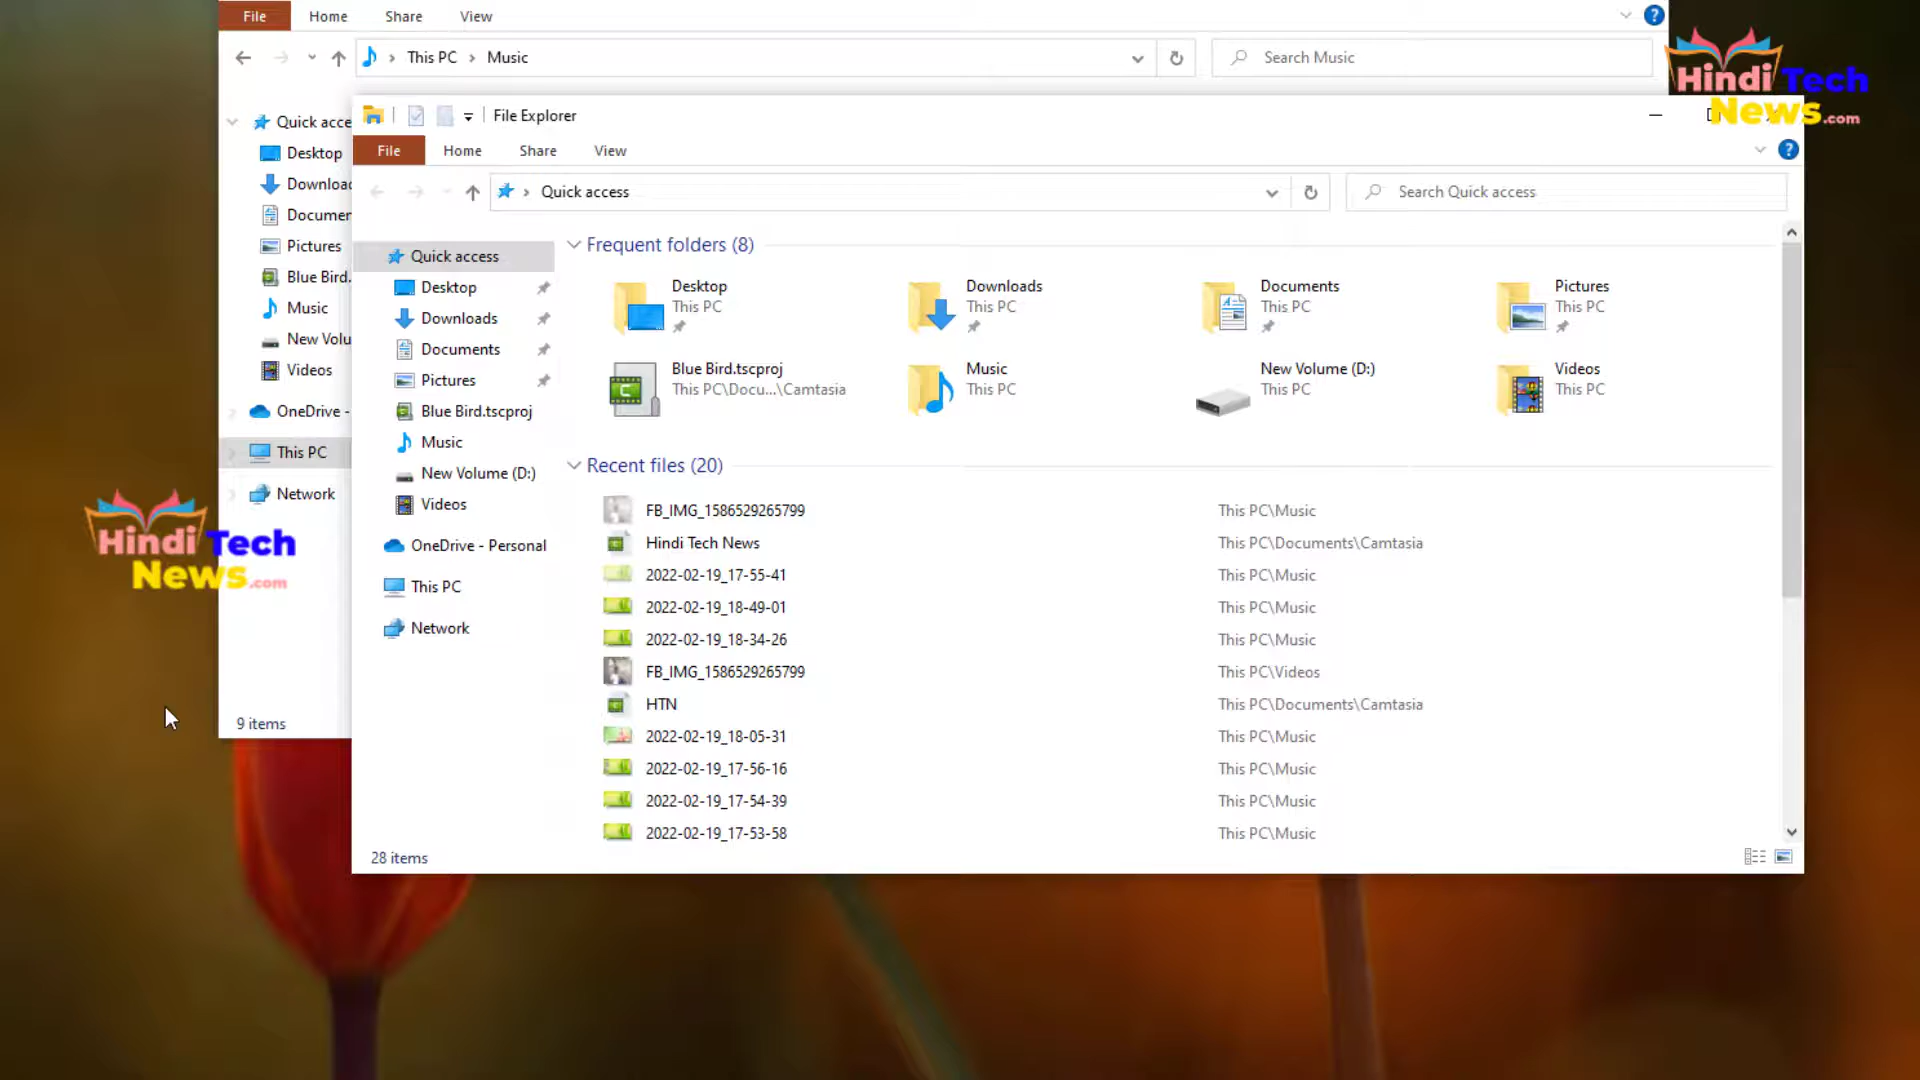 File Home Share View
This PC Music Search Music
Hindi Tech
News.com
File Explorer
File Home Share View
Quick access Search Quick access
Quick acce
Desktop
Downloa
Documer
Pictures
Blue Bird.
Music
New Volu
Videos
OneDrive -
This PC
Network
9 items
Hindi Tech
News.com
Quick access
Desktop
Downloads
Documents
Pictures
Blue Bird.tscproj
Music
New Volume (D:)
Videos
OneDrive - Personal
This PC
Network
Frequent folders (8)
Desktop
This PC
Downloads
This PC
Documents
This PC
Pictures
This PC
Blue Bird.tscproj
This PC\Docu...\Camtasia
Music
This PC
New Volume (D:)
This PC
Videos
This PC
Recent files (20)
FB_IMG_1586529265799 This PC\Music
Hindi Tech News This PC\Documents\Camtasia
2022-02-19_17-55-41 This PC\Music
2022-02-19_18-49-01 This PC\Music
2022-02-19_18-34-26 This PC\Music
FB_IMG_1586529265799 This PC\Videos
HTN This PC\Documents\Camtasia
2022-02-19_18-05-31 This PC\Music
2022-02-19_17-56-16 This PC\Music
2022-02-19_17-54-39 This PC\Music
2022-02-19_17-53-58 This PC\Music
28 items